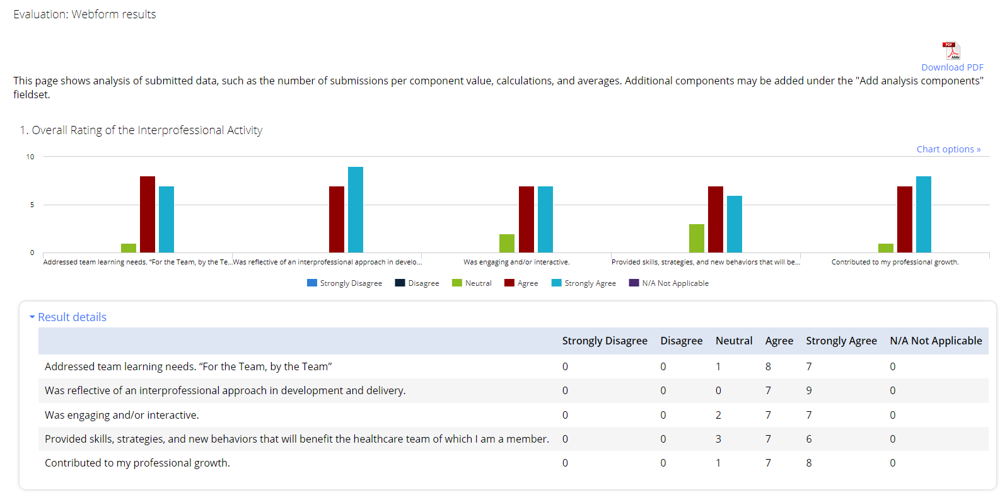 Evaluation: Webform results
PDF
Adobe
Download PDF
This page shows analysis of submitted data, such as the number of submissions per component value, calculations, and averages. Additional components may be added under the "Add analysis components"
fieldset.
1. Overall Rating of the Interprofessional Activity
Chart options »
10
5
0
Addressed team learning needs. “For the Team, by the Te... Was reflective of an interprofessional approach in develo... Was engaging and/or interactive. Provided skills, strategies, and new behaviors that will be... Contributed to my professional growth.
Strongly Disagree Disagree Neutral Agree Strongly Agree N/A Not Applicable
Result details
Strongly Disagree Disagree Neutral Agree Strongly Agree N/A Not Applicable
Addressed team learning needs. “For the Team, by the Team” 0 0 1 8 7 0
Was reflective of an interprofessional approach in development and delivery. 0 0 0 7 9 0
Was engaging and/or interactive. 0 0 2 7 7 0
Provided skills, strategies, and new behaviors that will benefit the healthcare team of which I am a member. 0 0 3 7 6 0
Contributed to my professional growth. 0 0 1 7 8 0